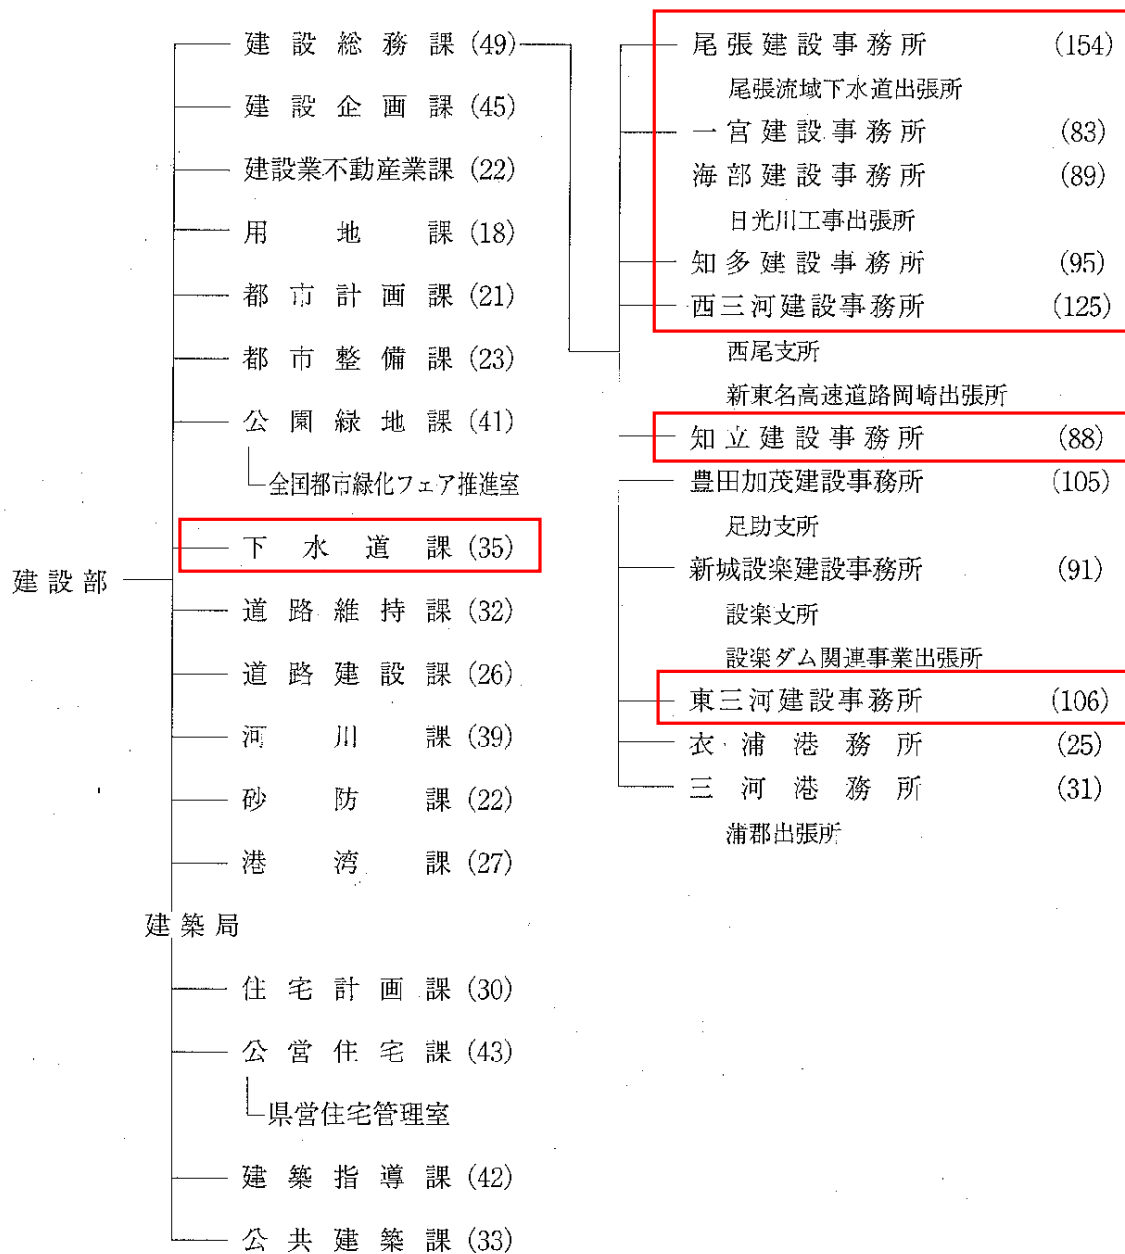 建設部
建設総務課 (49)
建設企画課 (45)
建設業不動産業課 (22)
用地課 (18)
都市計画課 (21)
都市整備課 (23)
公園緑地課 (41)
全国都市緑化フェア推進室
下水道課 (35)
道路維持課 (32)
道路建設課 (26)
河川課 (39)
砂防課 (22)
港湾課 (27)
建築局
住宅計画課 (30)
公営住宅課 (43)
県営住宅管理室
建築指導課 (42)
公共建築課 (33)
尾張建設事務所 (154)
尾張流域下水道出張所
一宮建設事務所 (83)
海部建設事務所 (89)
日光川工事出張所
知多建設事務所 (95)
西三河建設事務所 (125)
西尾支所
新東名高速道路岡崎出張所
知立建設事務所 (88)
豊田加茂建設事務所 (105)
足助支所
新城設楽建設事務所 (91)
設楽支所
設楽ダム関連事業出張所
東三河建設事務所 (106)
衣浦港務所 (25)
三河港務所 (31)
蒲郡出張所